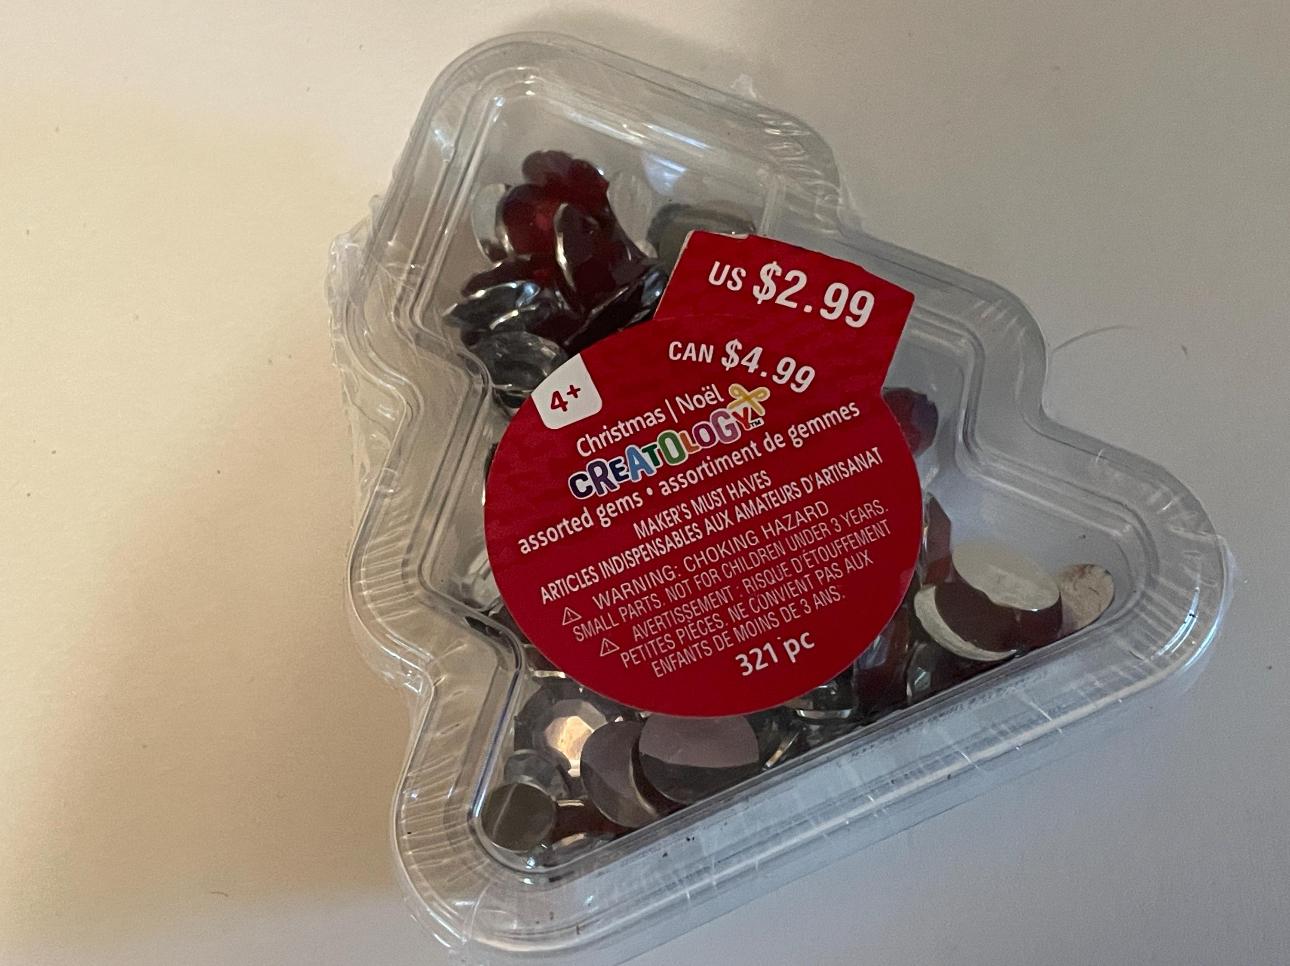 US $2.99
CAN $4.99
4+
Christmas | Noël
CREATOLOGY™
assorted gems • assortiment de gemmes
MAKER'S MUST HAVES
ARTICLES INDISPENSABLES AUX AMATEURS D'ARTISANAT
⚠ WARNING: CHOKING HAZARD
SMALL PARTS. NOT FOR CHILDREN UNDER 3 YEARS.
⚠ AVERTISSEMENT : RISQUE D'ÉTOUFFEMENT
PETITES PIÈCES. NE CONVIENT PAS AUX
ENFANTS DE MOINS DE 3 ANS.
321 pc